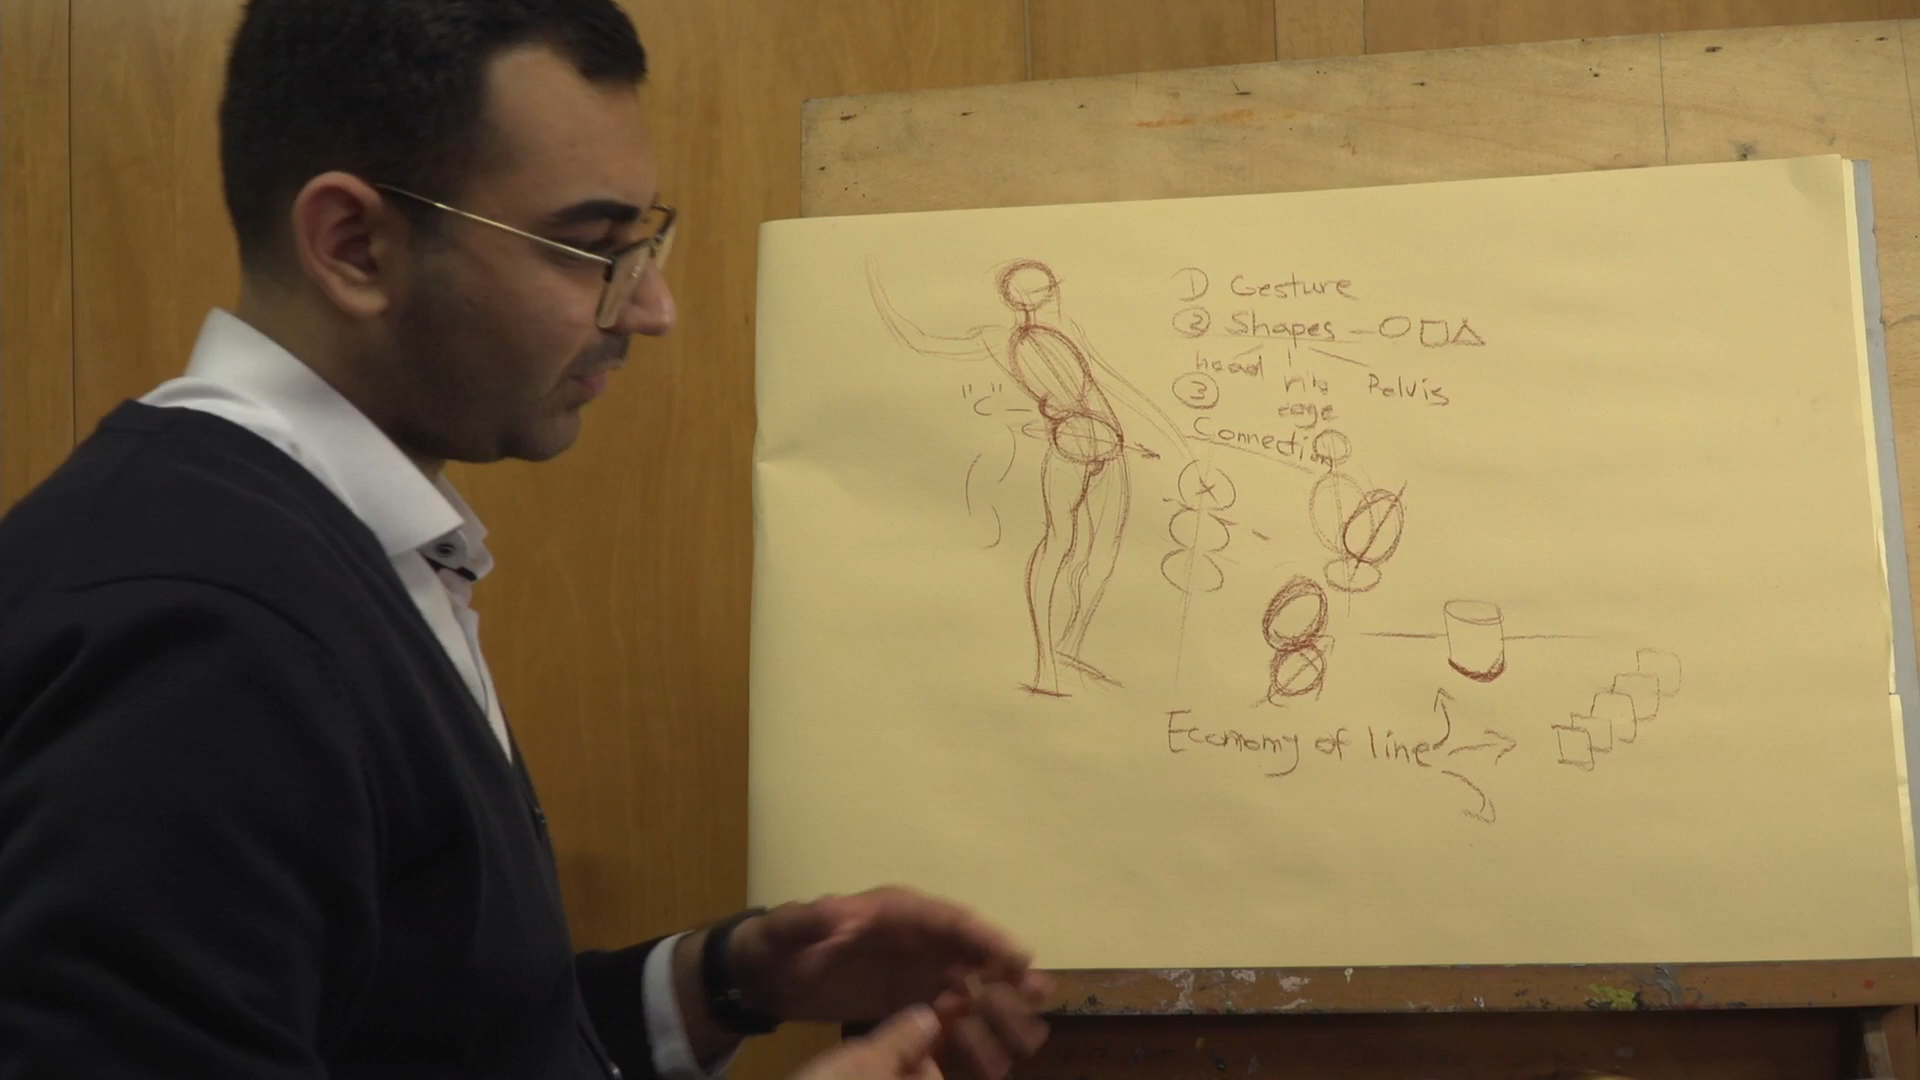 1) Gesture
② Shapes
head rib Pelvis
③ cage
"C"
Connection
Economy of line